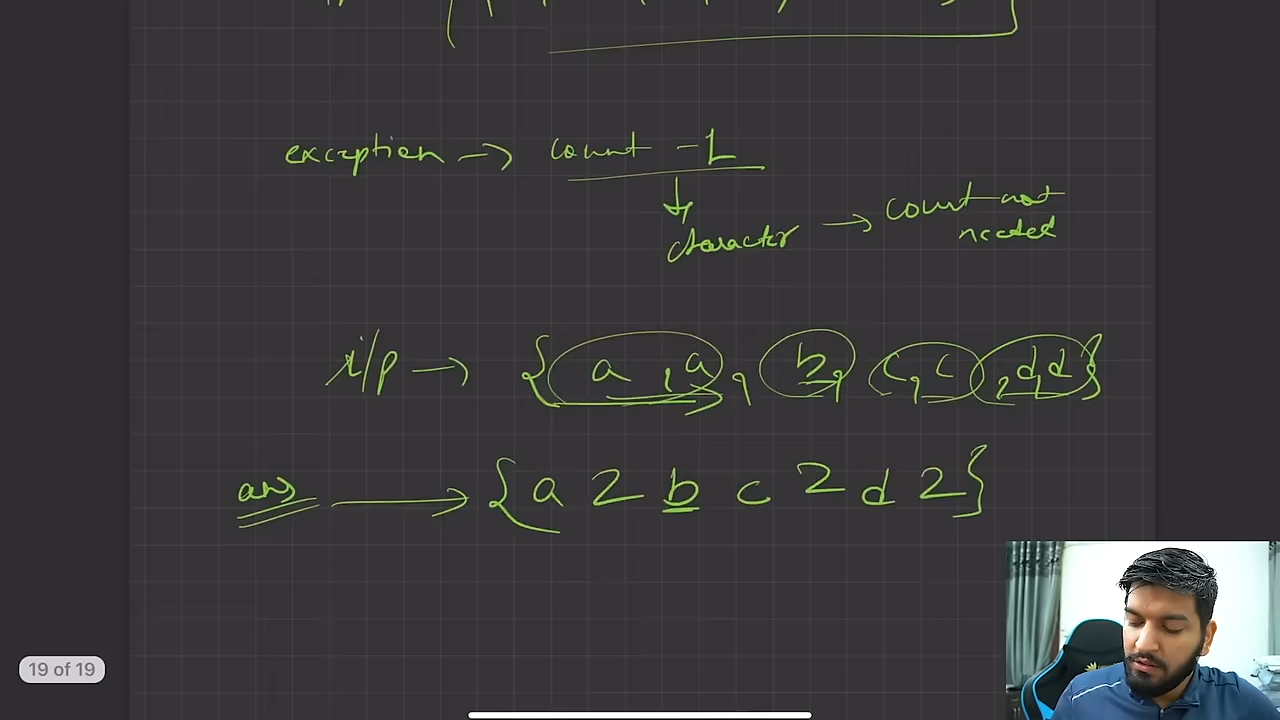 exception -> count - 1
character -> count not
needed
i/p -> {a, a, b, c, c, d, d}
ans -> {a 2 b c 2 d 2}
19 of 19